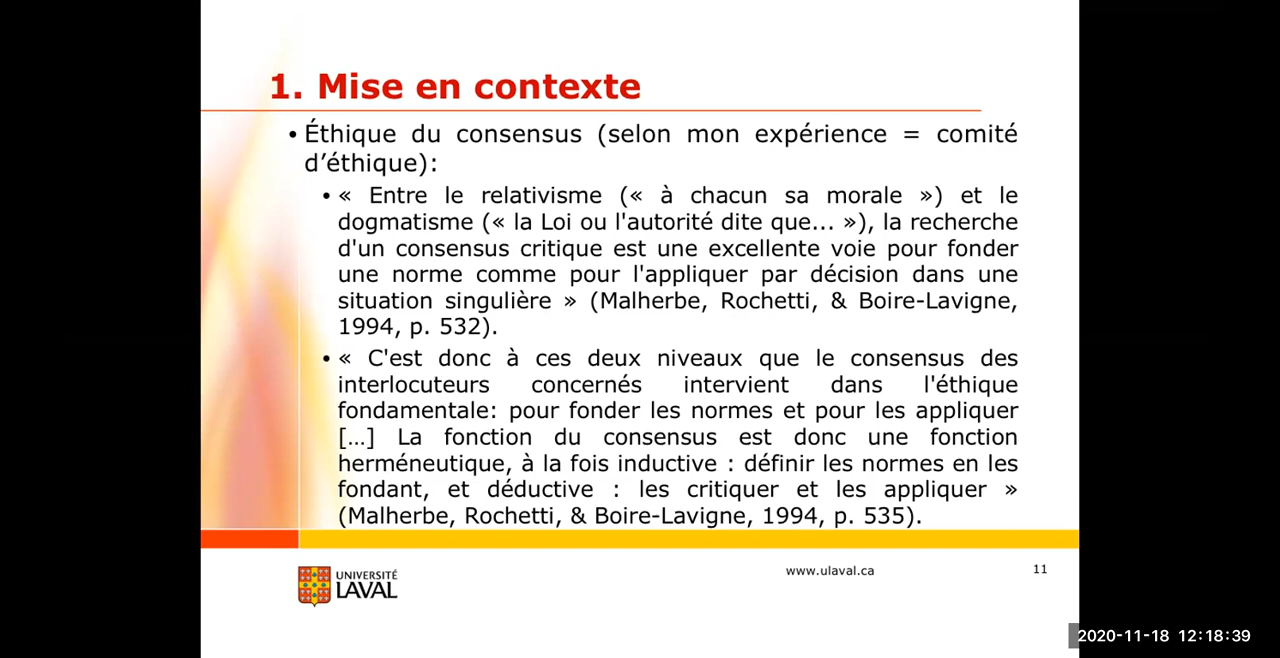 1. Mise en contexte
• Éthique du consensus (selon mon expérience = comité
d’éthique):
• « Entre le relativisme (« à chacun sa morale ») et le
dogmatisme (« la Loi ou l'autorité dite que... »), la recherche
d'un consensus critique est une excellente voie pour fonder
une norme comme pour l'appliquer par décision dans une
situation singulière » (Malherbe, Rochetti, & Boire-Lavigne,
1994, p. 532).
• « C'est donc à ces deux niveaux que le consensus des
interlocuteurs concernés intervient dans l'éthique
fondamentale: pour fonder les normes et pour les appliquer
[…] La fonction du consensus est donc une fonction
herméneutique, à la fois inductive : définir les normes en les
fondant, et déductive : les critiquer et les appliquer »
(Malherbe, Rochetti, & Boire-Lavigne, 1994, p. 535).
UNIVERSITÉ
LAVAL
www.ulaval.ca
11
2020-11-18 12:18:39